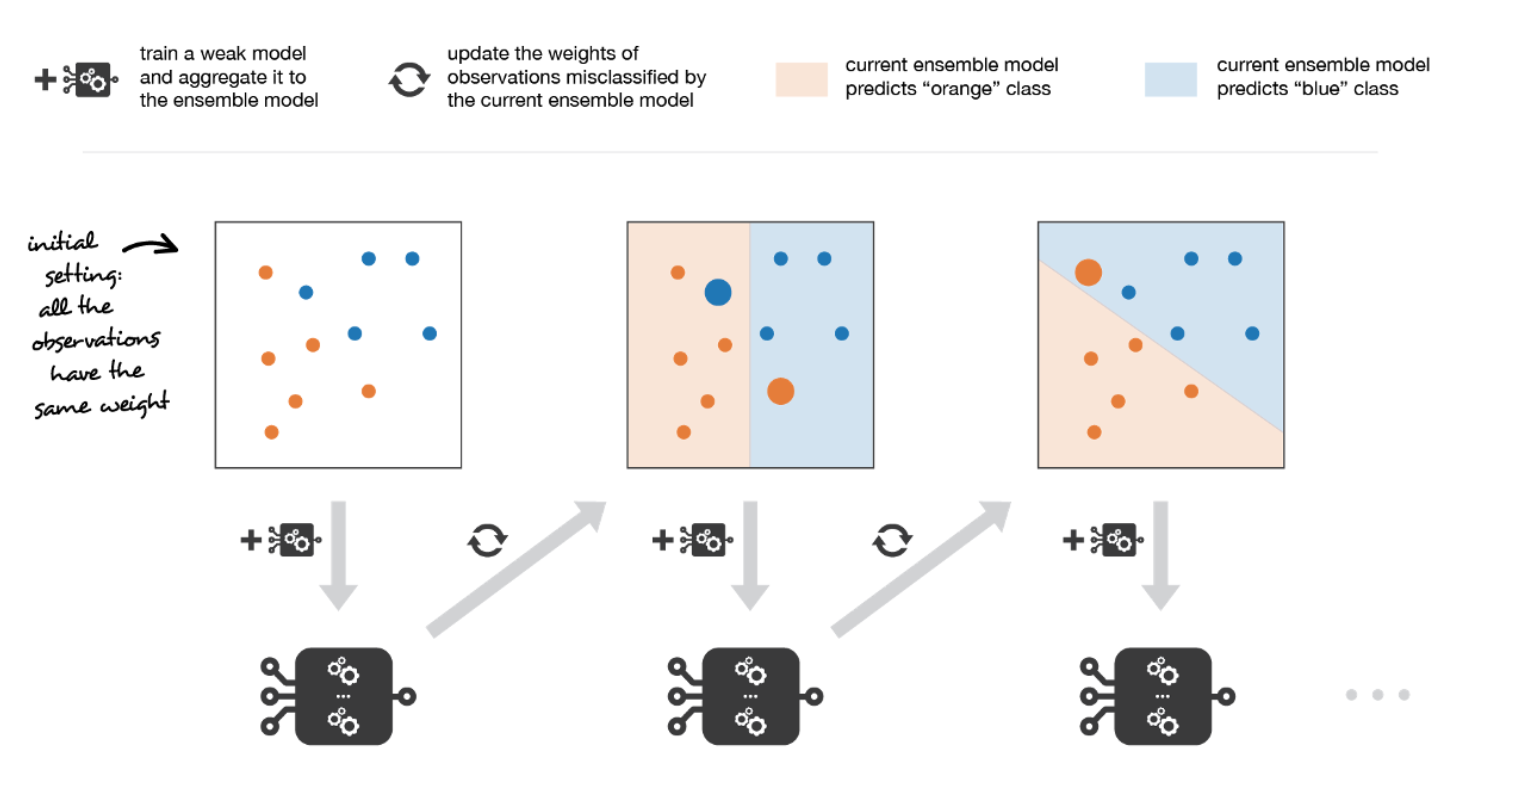 train a weak model
and aggregate it to
the ensemble model
update the weights of
observations misclassified by
the current ensemble model
current ensemble model
predicts “orange” class
current ensemble model
predicts “blue” class
initial
setting:
all the
observations
have the
same weight